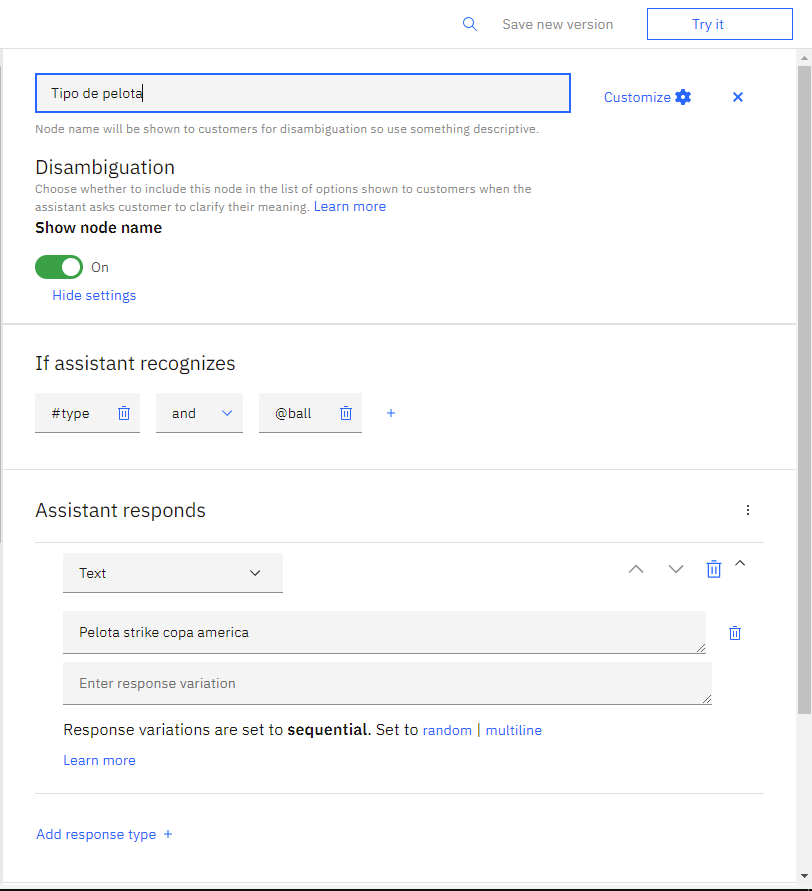 Save new version Try it
Tipo de pelota Customize
Node name will be shown to customers for disambiguation so use something descriptive.
Disambiguation
Choose whether to include this node in the list of options shown to customers when the
assistant asks customer to clarify their meaning. Learn more
Show node name
On
Hide settings
If assistant recognizes
#type and @ball +
Assistant responds
Text
Pelota strike copa america
Enter response variation
Response variations are set to sequential. Set to random | multiline
Learn more
Add response type +